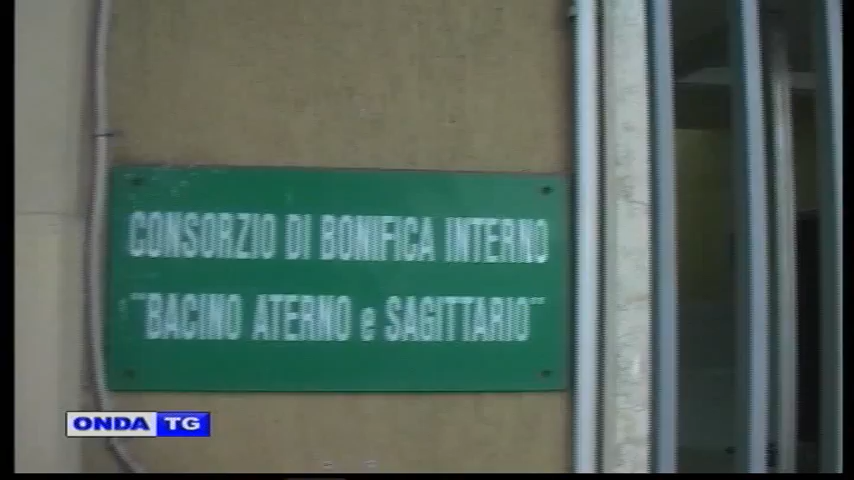 CONSORZIO DI BONIFICA INTERNO
"BACINO ATERNO e SAGITTARIO"
ONDA TG